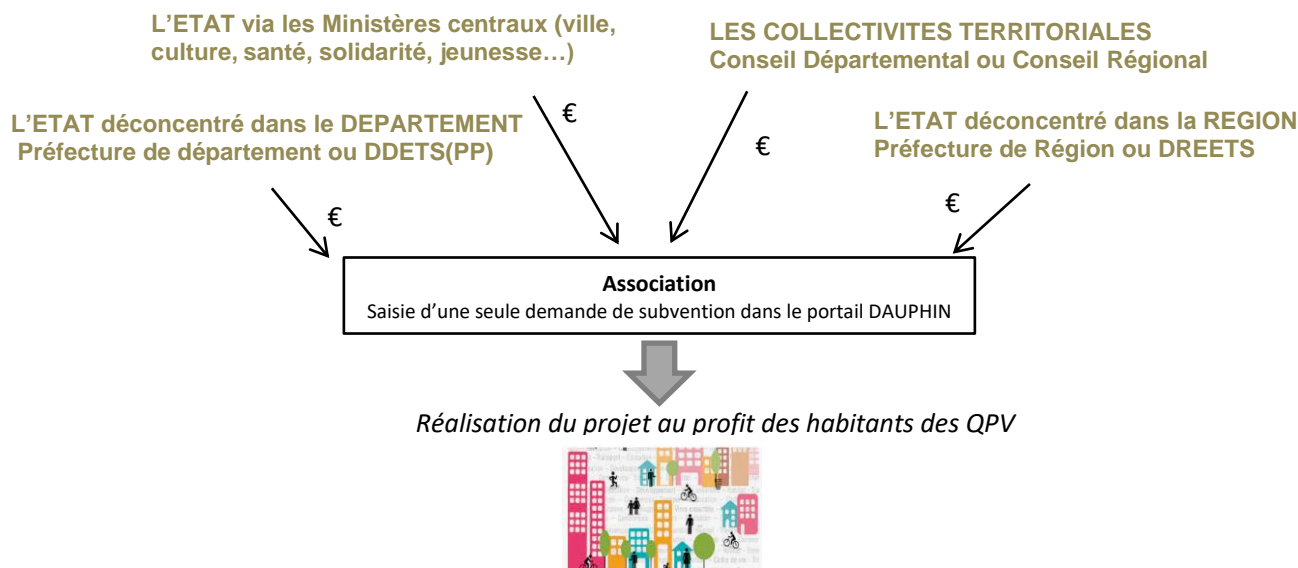 L’ETAT via les Ministères centraux (ville,
culture, santé, solidarité, jeunesse…)
LES COLLECTIVITES TERRITORIALES
Conseil Départemental ou Conseil Régional
L’ETAT déconcentré dans le DEPARTEMENT
Préfecture de département ou DDETS(PP)
L’ETAT déconcentré dans la REGION
Préfecture de Région ou DREETS
€
€
€
€
Association
Saisie d’une seule demande de subvention dans le portail DAUPHIN
Réalisation du projet au profit des habitants des QPV